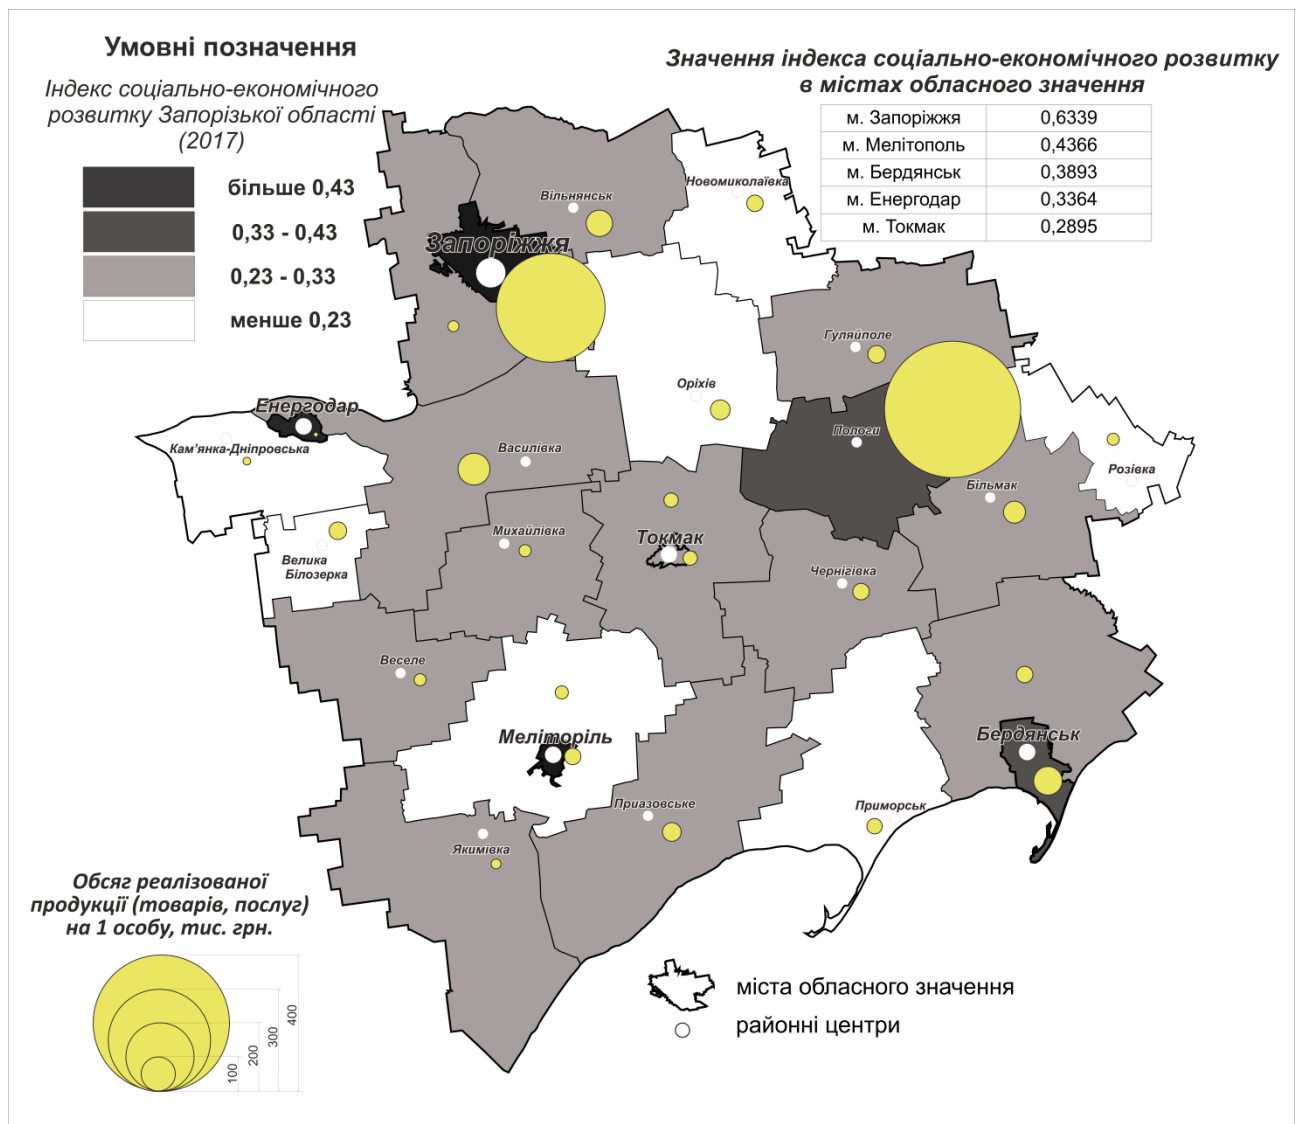 Умовні позначення
Індекс соціально-економічного
розвитку Запорізької області
(2017)
більше 0,43
0,33 - 0,43
0,23 - 0,33
менше 0,23
Значення індекса соціально-економічного розвитку
в містах обласного значення
м. Запоріжжя 0,6339
м. Мелітополь 0,4366
м. Бердянськ 0,3893
м. Енергодар 0,3364
м. Токмак 0,2895
Новомиколаївка
Вільнянськ
Запоріжжя
Гуляйполе
Оріхів
Енергодар
Пологи
Кам'янка-Дніпровська
Василівка
Розівка
Більмак
Михайлівка
Токмак
Велика
Білозерка
Чернігівка
Веселе
Меліторіль
Бердянськ
Приазовське
Приморськ
Якимівка
Обсяг реалізованої
продукції (товарів, послуг)
на 1 особу, тис. грн.
100
200
300
400
міста обласного значення
районні центри